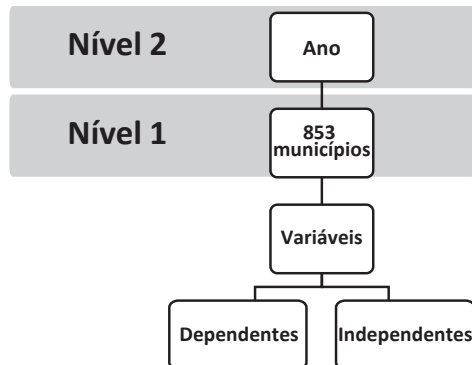 Nível 2
Ano
Nível 1
853
municípios
Variáveis
Dependentes
Independentes